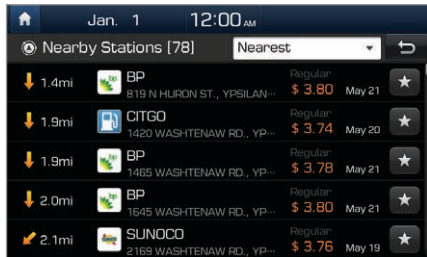 Jan. 1 12:00 AM
Nearby Stations [78] Nearest
1.4mi bp BP Regular
819 N HURON ST., YPSILAN... $ 3.80 May 21
1.9mi CITGO Regular
1420 WASHTENAW RD., YP... $ 3.74 May 20
1.9mi bp BP Regular
1465 WASHTENAW RD., YP... $ 3.78 May 21
2.0mi bp BP Regular
1645 WASHTENAW RD., YP... $ 3.80 May 21
2.1mi SUNOCO Regular
2169 WASHTENAW RD., YP... $ 3.76 May 19